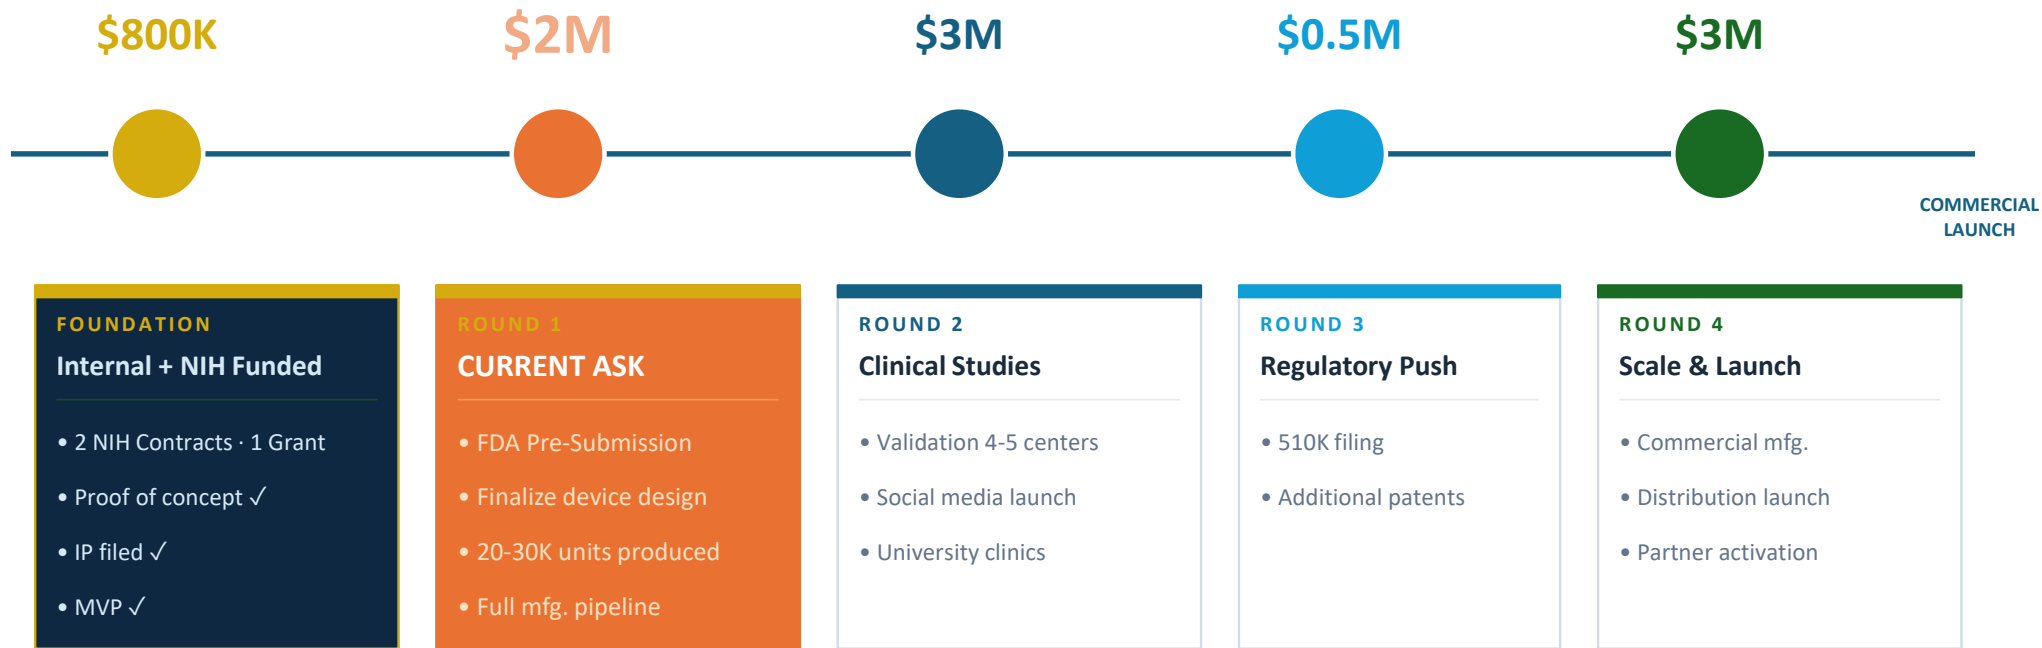 $800K
$2M
$3M
$0.5M
$3M
COMMERCIAL
LAUNCH
FOUNDATION
Internal + NIH Funded
• 2 NIH Contracts · 1 Grant
• Proof of concept ✓
• IP filed ✓
• MVP ✓
ROUND 1
CURRENT ASK
• FDA Pre-Submission
• Finalize device design
• 20-30K units produced
• Full mfg. pipeline
ROUND 2
Clinical Studies
• Validation 4-5 centers
• Social media launch
• University clinics
ROUND 3
Regulatory Push
• 510K filing
• Additional patents
ROUND 4
Scale & Launch
• Commercial mfg.
• Distribution launch
• Partner activation